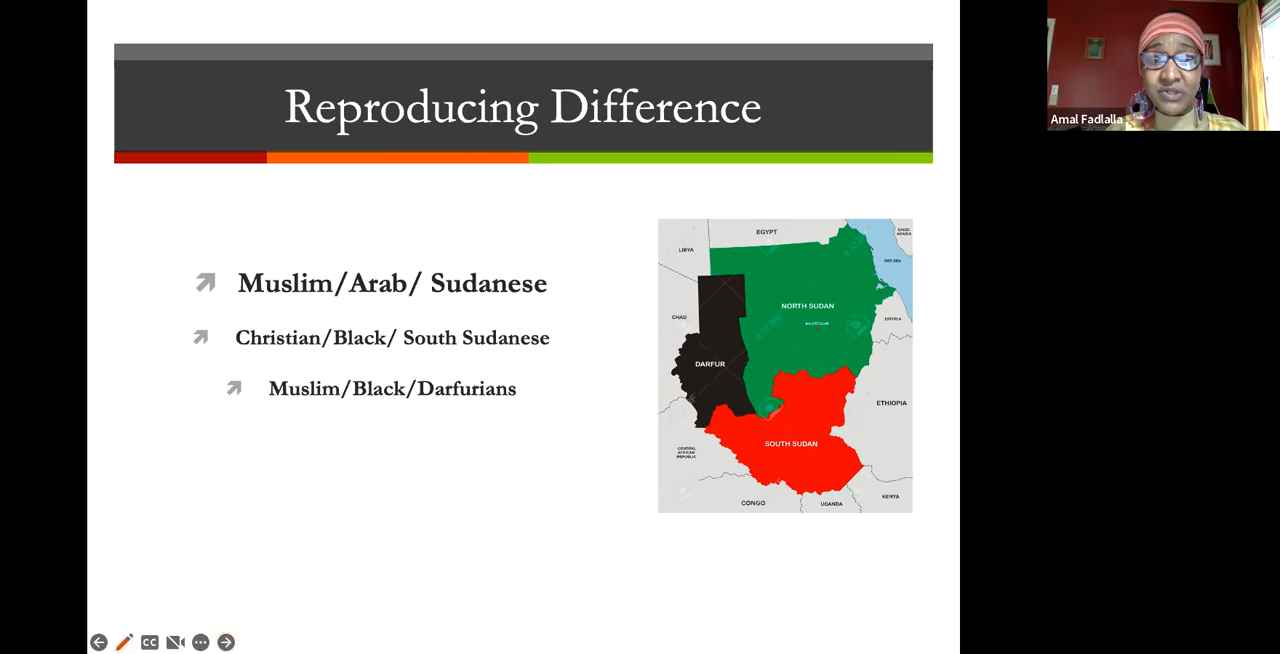 Reproducing Difference
Amal Fadlalla
Muslim/Arab/ Sudanese
Christian/Black/ South Sudanese
Muslim/Black/Darfurians
EGYPT
SAUDI
ARABIA
LIBYA
RED SEA
NORTH SUDAN
CHAD
ERITREA
KHARTOUM
DARFUR
ETHIOPIA
SOUTH SUDAN
CENTRAL
AFRICAN
REPUBLIC
KENYA
CONGO
UGANDA
CC